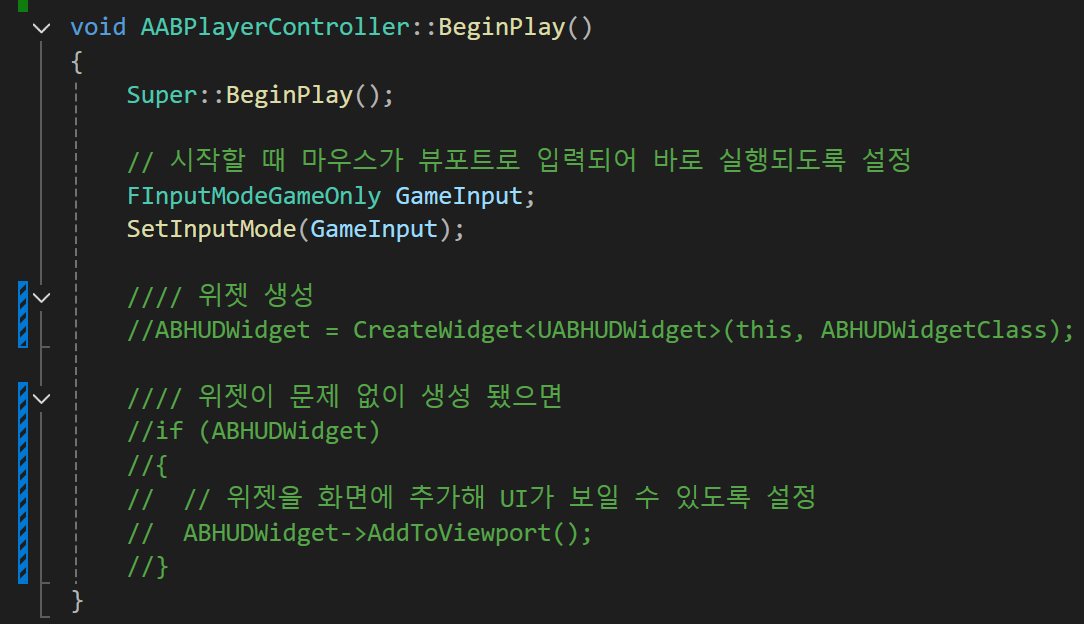 void AABPlayerController::BeginPlay()
{
Super::BeginPlay();
// 시작할 때 마우스가 뷰포트로 입력되어 바로 실행되도록 설정
FInputModeGameOnly GameInput;
SetInputMode(GameInput);
//// 위젯 생성
//ABHUDWidget = CreateWidget<UABHUDWidget>(this, ABHUDWidgetClass);
//// 위젯이 문제 없이 생성 됐으면
//if (ABHUDWidget)
//{
// // 위젯을 화면에 추가해 UI가 보일 수 있도록 설정
// ABHUDWidget->AddToViewport();
//}
}